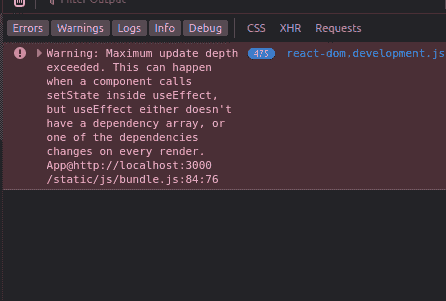 Filter Output
Errors Warnings Logs Info Debug CSS XHR Requests
Warning: Maximum update depth 475 react-dom.development.js
exceeded. This can happen
when a component calls
setState inside useEffect,
but useEffect either doesn't
have a dependency array, or
one of the dependencies
changes on every render.
App@http://localhost:3000
/static/js/bundle.js:84:76